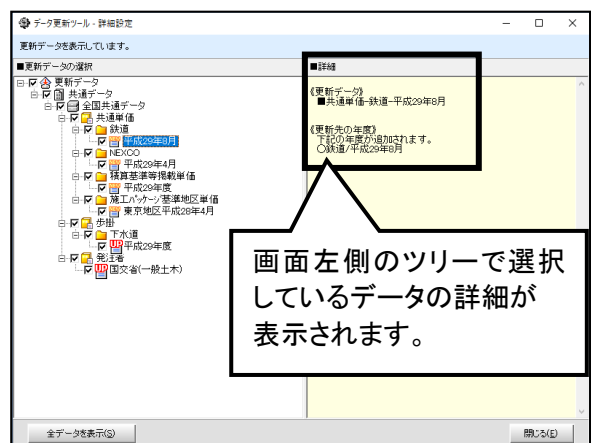 データ更新ツール - 詳細設定
更新データを表示しています。
■更新データの選択
更新データ
共通データ
全国共通データ
共通単価
鉄道
平成29年8月
NEXCO
平成29年4月
積算基準等掲載単価
平成29年度
施工パッケージ基準地区単価
東京地区平成28年4月
歩掛
下水道
UP 平成29年度
発注者
UP 国交省(一般土木)
■詳細
《更新データ》
■共通単価-鉄道-平成29年8月
《更新先の年度》
下記の年度が追加されます。
○鉄道/平成29年8月
画面左側のツリーで選択
しているデータの詳細が
表示されます。
全データを表示(S)
閉じる(E)